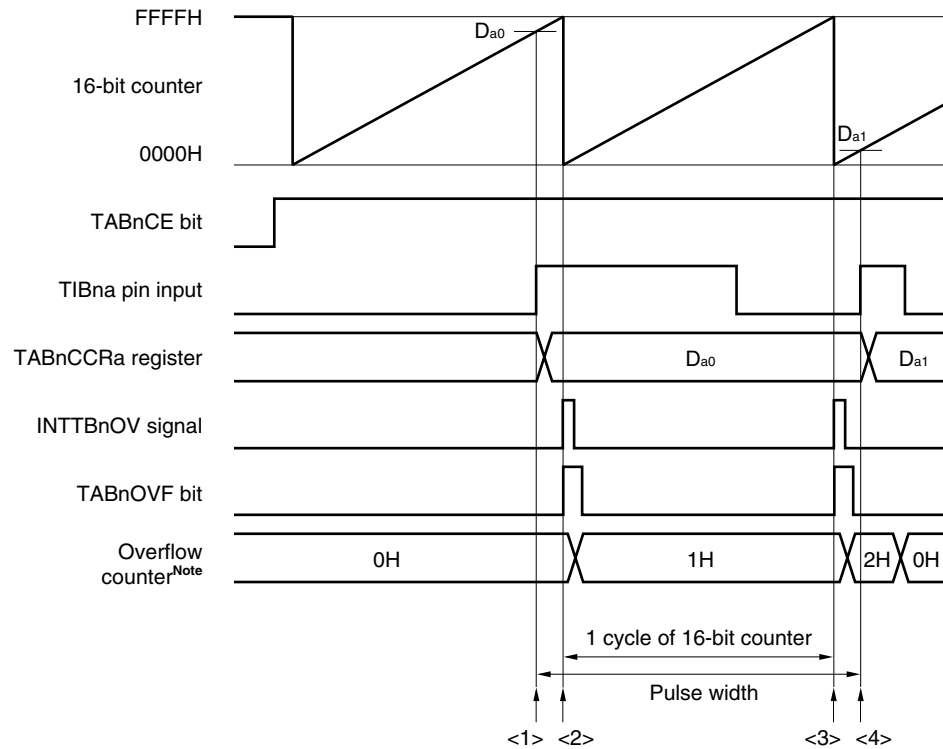 FFFFH
Da0
16-bit counter
0000H
Da1
TABnCE bit
TIBna pin input
TABnCCRa register
Da0
Da1
INTTBnOV signal
TABnOVF bit
Overflow
counterNote
0H
1H
2H
0H
1 cycle of 16-bit counter
Pulse width
<1> <2> <3> <4>